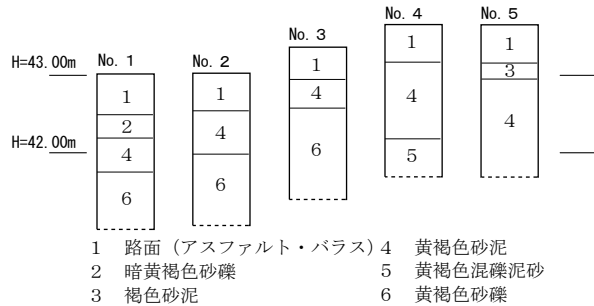 No. 4 No. 5
No. 3
H=43.00m No. 1 No. 2
1 1
1 3
1 1
4 4 4
2 4
H=42.00m 4 6 5
6 6
1 路面（アスファルト・バラス） 4 黄褐色砂泥
2 暗黄褐色砂礫 5 黄褐色混礫泥砂
3 褐色砂泥 6 黄褐色砂礫